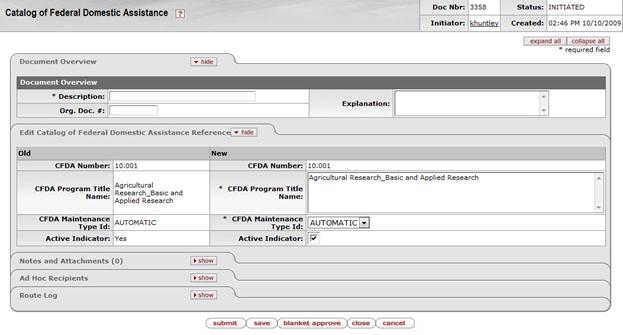 Catalog of Federal Domestic Assistance ?
Doc Nbr: 3358 Status: INITIATED
Initiator: khuntley Created: 02:46 PM 10/10/2009
expand all collapse all
* required field
Document Overview hide
Document Overview
* Description: Explanation:
Org. Doc. #:
Edit Catalog of Federal Domestic Assistance Reference hide
Old New
CFDA Number: 10.001 CFDA Number: 10.001
CFDA Program Title Name: Agricultural Research_Basic and Applied Research * CFDA Program Title Name: Agricultural Research_Basic and Applied Research
CFDA Maintenance Type Id: AUTOMATIC * CFDA Maintenance Type Id: AUTOMATIC
Active Indicator: Yes Active Indicator:
Notes and Attachments (0) show
Ad Hoc Recipients show
Route Log show
submit save blanket approve close cancel